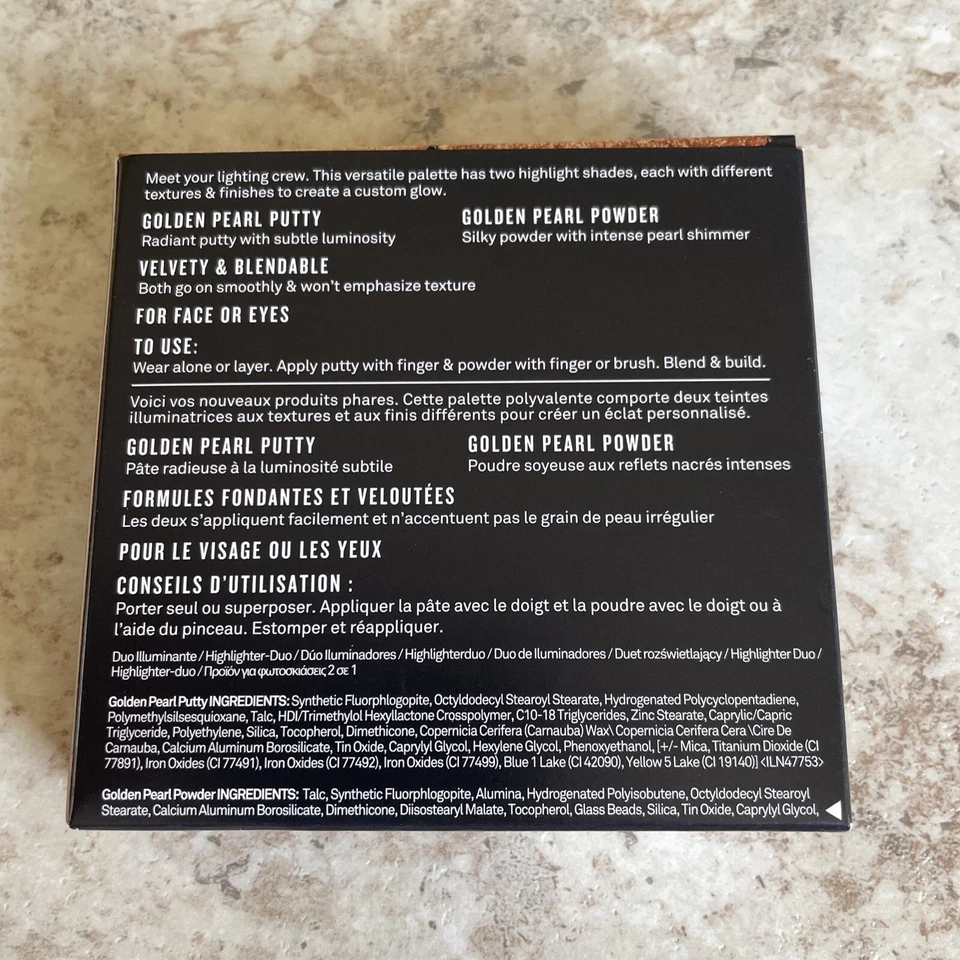 Meet your lighting crew. This versatile palette has two highlight shades, each with different
textures & finishes to create a custom glow.
GOLDEN PEARL PUTTY
Radiant putty with subtle luminosity
GOLDEN PEARL POWDER
Silky powder with intense pearl shimmer
VELVETY & BLENDABLE
Both go on smoothly & won't emphasize texture
FOR FACE OR EYES
TO USE:
Wear alone or layer. Apply putty with finger & powder with finger or brush. Blend & build.
Voici vos nouveaux produits phares. Cette palette polyvalente comporte deux teintes
illuminatrices aux textures et aux finis différents pour créer un éclat personnalisé.
GOLDEN PEARL PUTTY
Pâte radieuse à la luminosité subtile
GOLDEN PEARL POWDER
Poudre soyeuse aux reflets nacrés intenses
FORMULES FONDANTES ET VELOUTÉES
Les deux s'appliquent facilement et n'accentuent pas le grain de peau irrégulier
POUR LE VISAGE OU LES YEUX
CONSEILS D'UTILISATION :
Porter seul ou superposer. Appliquer la pâte avec le doigt et la poudre avec le doigt ou à
l'aide du pinceau. Estomper et réappliquer.
Duo Illuminante / Highlighter-Duo / Dúo Iluminadores / Highlighterduo / Duo de Iluminadores / Duet rozświetlający / Highlighter Duo /
Highlighter-duo / Προϊόν για φωτοσκιάσεις 2 σε 1
Golden Pearl Putty INGREDIENTS: Synthetic Fluorphlogopite, Octyldodecyl Stearoyl Stearate, Hydrogenated Polycyclopentadiene,
Polymethylsilsesquioxane, Talc, HDI/Trimethylol Hexyllactone Crosspolymer, C10-18 Triglycerides, Zinc Stearate, Caprylic/Capric
Triglyceride, Polyethylene, Silica, Tocopherol, Dimethicone, Copernicia Cerifera (Carnauba) Wax\ Copernicia Cerifera Cera \Cire De
Carnauba, Calcium Aluminum Borosilicate, Tin Oxide, Caprylyl Glycol, Hexylene Glycol, Phenoxyethanol, [+/- Mica, Titanium Dioxide (CI
77891), Iron Oxides (CI 77491), Iron Oxides (CI 77492), Iron Oxides (CI 77499), Blue 1 Lake (CI 42090), Yellow 5 Lake (CI 19140)] <ILN47753>
Golden Pearl Powder INGREDIENTS: Talc, Synthetic Fluorphlogopite, Alumina, Hydrogenated Polyisobutene, Octyldodecyl Stearoyl
Stearate, Calcium Aluminum Borosilicate, Dimethicone, Diisostearyl Malate, Tocopherol, Glass Beads, Silica, Tin Oxide, Caprylyl Glycol,